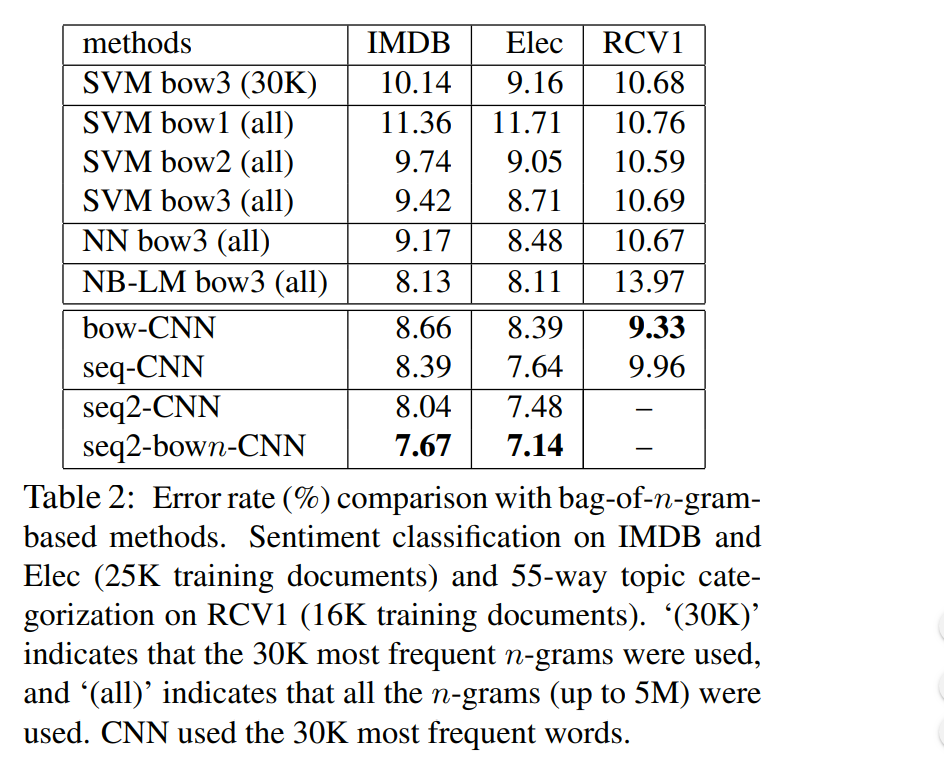 methods IMDB Elec RCV1
SVM bow3 (30K) 10.14 9.16 10.68
SVM bow1 (all) 11.36 11.71 10.76
SVM bow2 (all) 9.74 9.05 10.59
SVM bow3 (all) 9.42 8.71 10.69
NN bow3 (all) 9.17 8.48 10.67
NB-LM bow3 (all) 8.13 8.11 13.97
bow-CNN 8.66 8.39 9.33
seq-CNN 8.39 7.64 9.96
seq2-CNN 8.04 7.48 –
seq2-bown-CNN 7.67 7.14 –
Table 2: Error rate (%) comparison with bag-of-n-gram-
based methods. Sentiment classification on IMDB and
Elec (25K training documents) and 55-way topic cate-
gorization on RCV1 (16K training documents). ‘(30K)’
indicates that the 30K most frequent n-grams were used,
and ‘(all)’ indicates that all the n-grams (up to 5M) were
used. CNN used the 30K most frequent words.